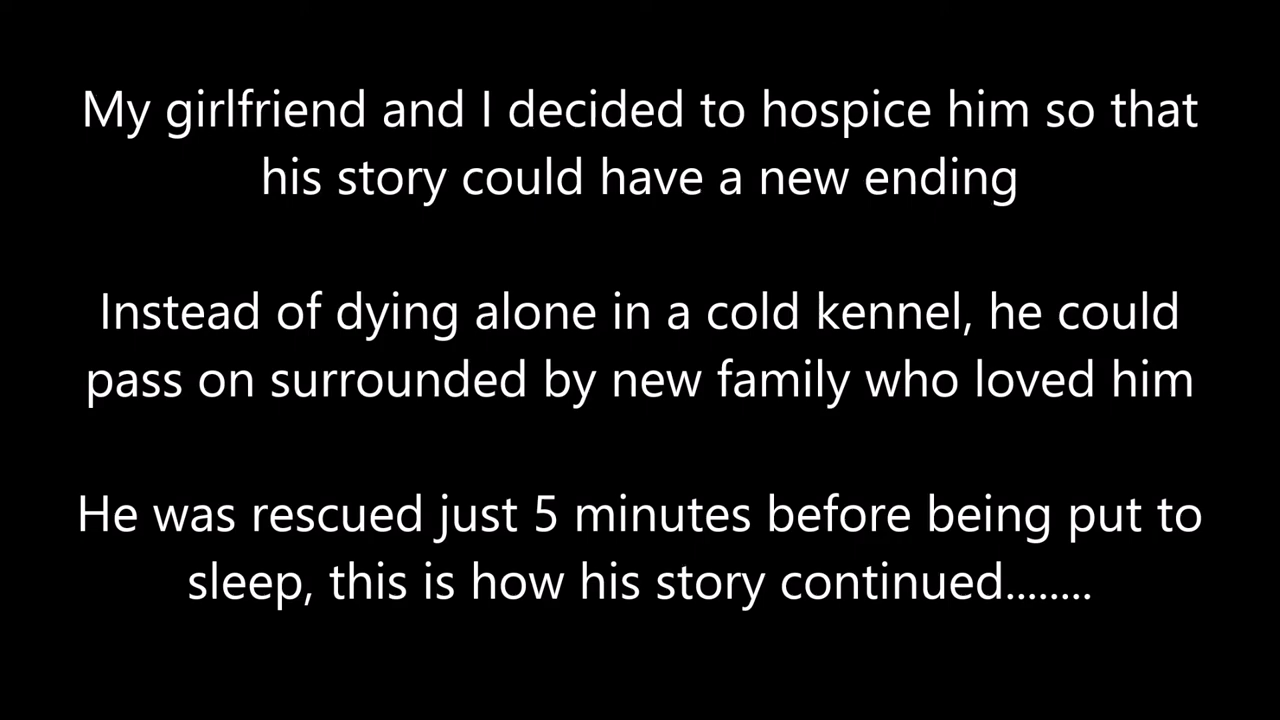 My girlfriend and I decided to hospice him so that
his story could have a new ending
Instead of dying alone in a cold kennel, he could
pass on surrounded by new family who loved him
He was rescued just 5 minutes before being put to
sleep, this is how his story continued........